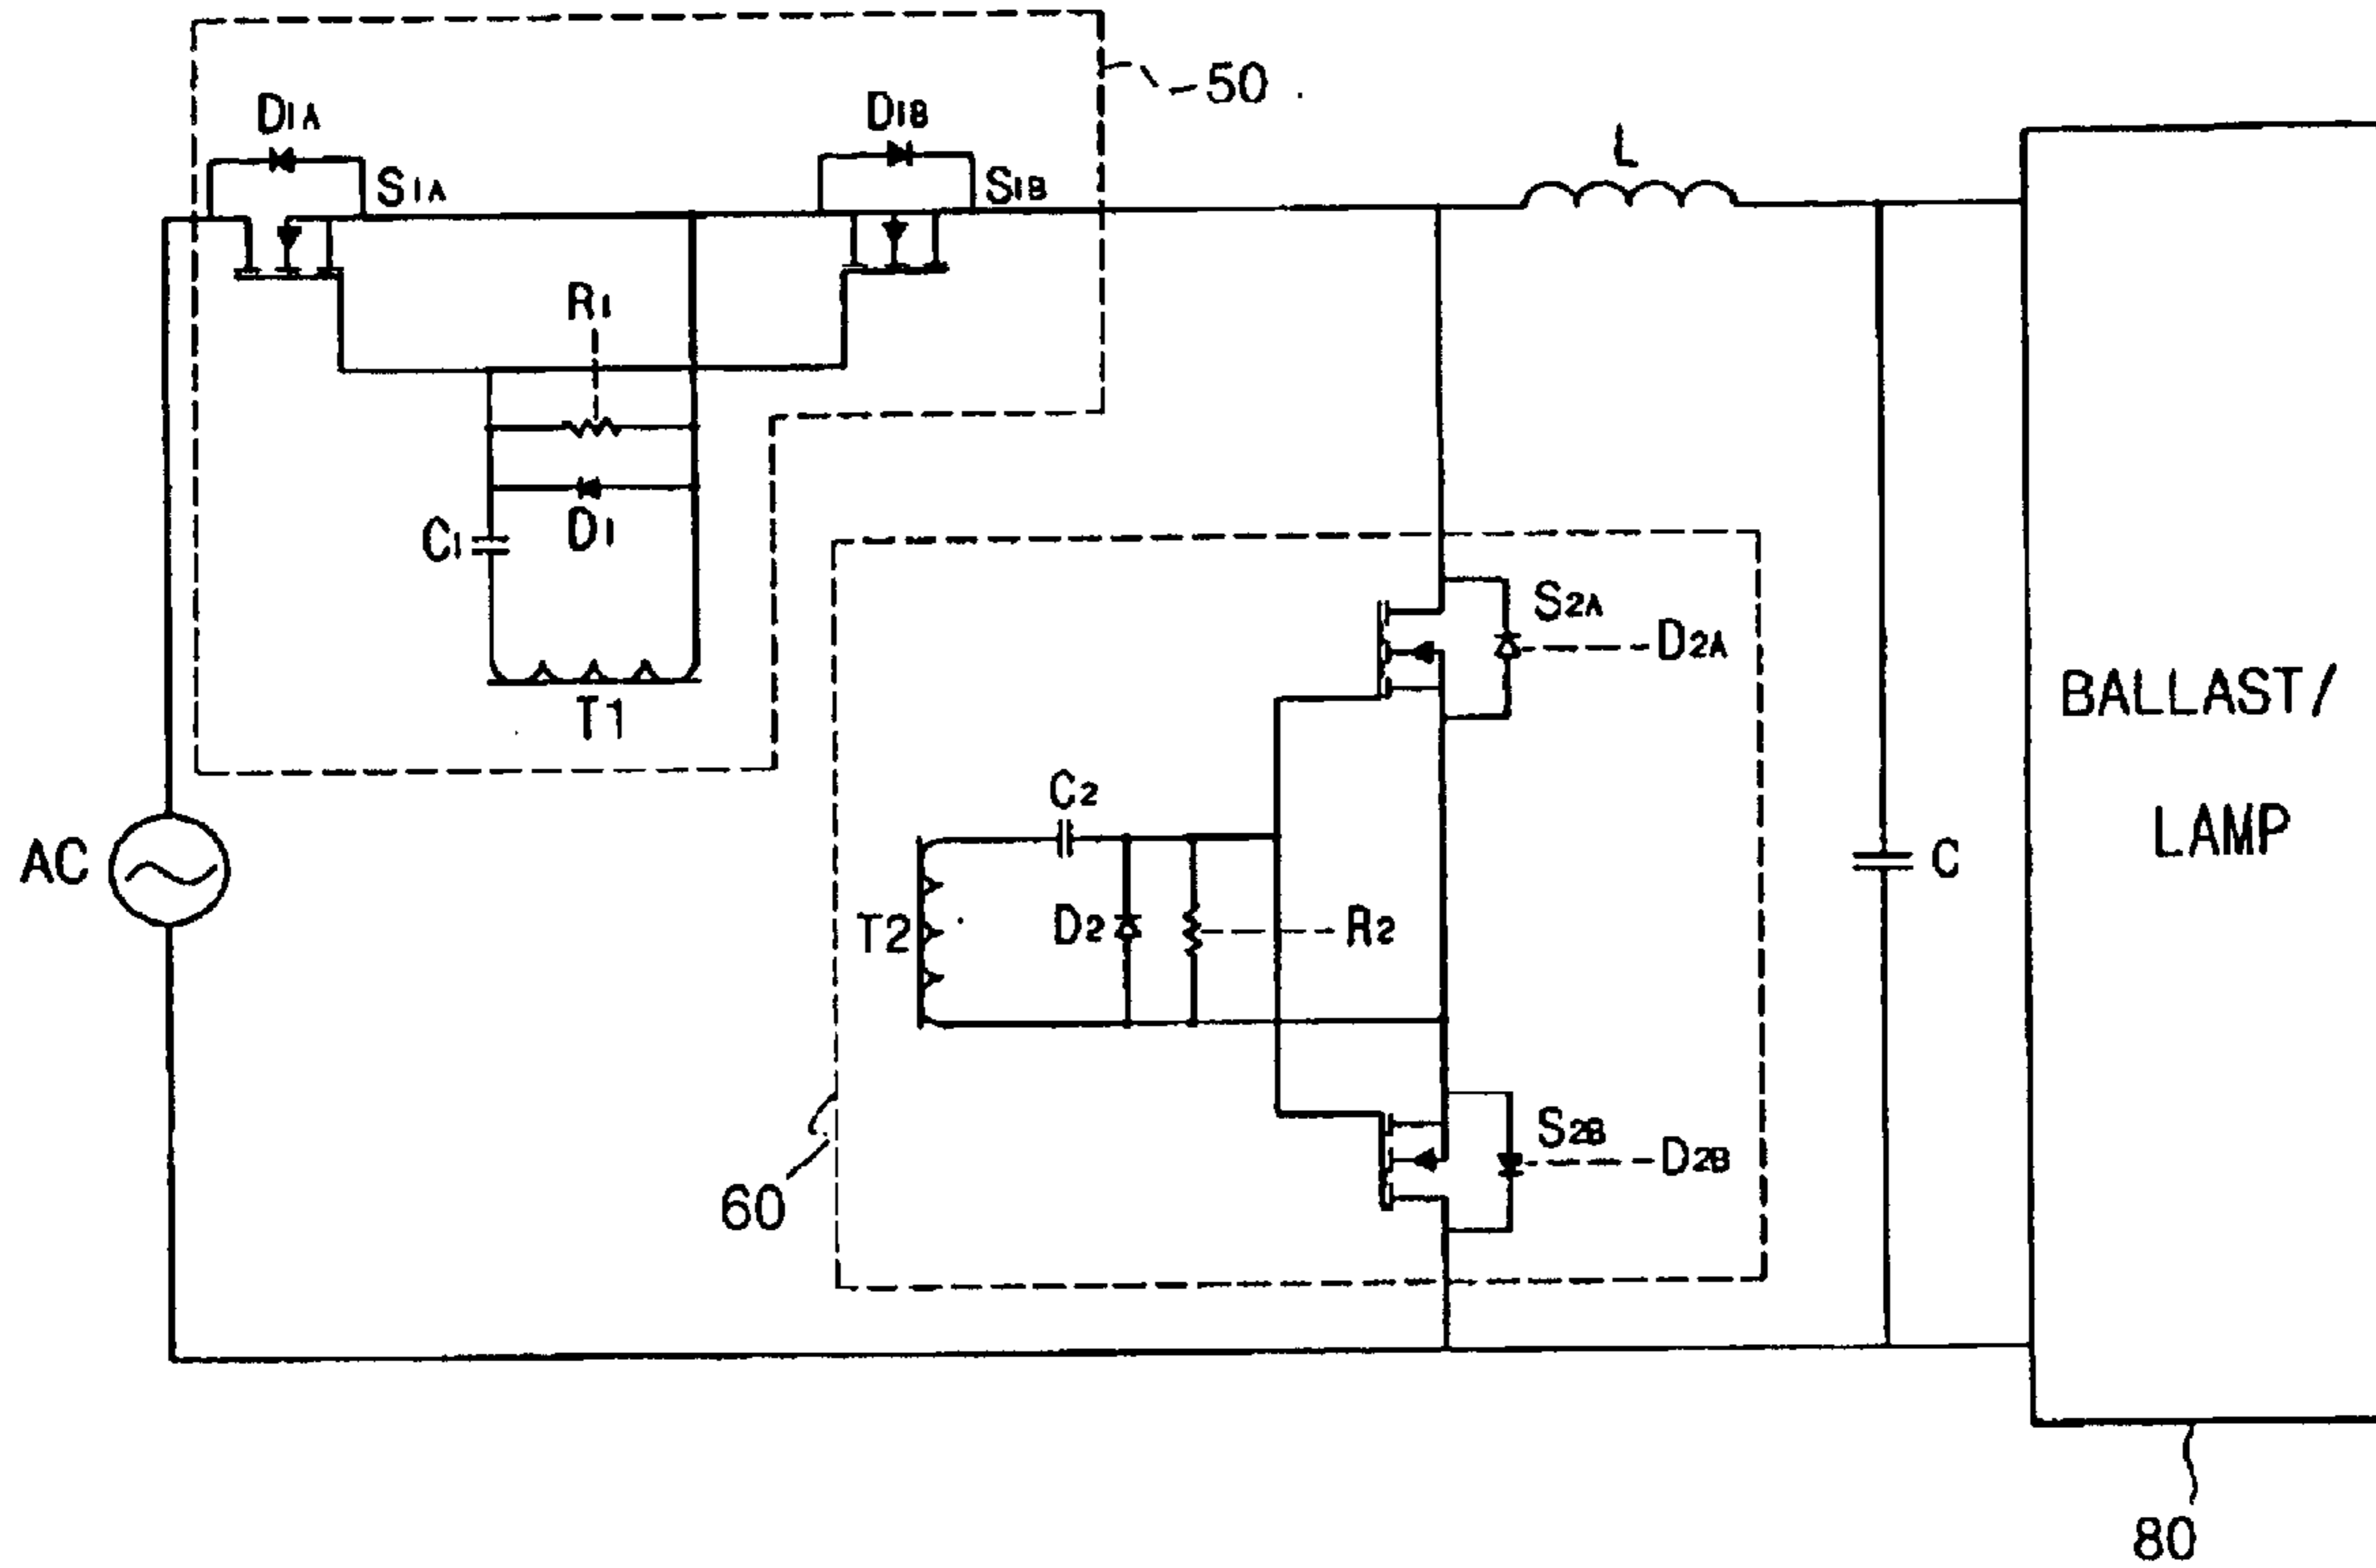 50
D1A
D1B
S1A
S1B
L
R1
C1
D1
T1
S2A
D2A
BALLAST/
LAMP
C2
AC
C
T2
D2
R2
S2B
D2B
60
80